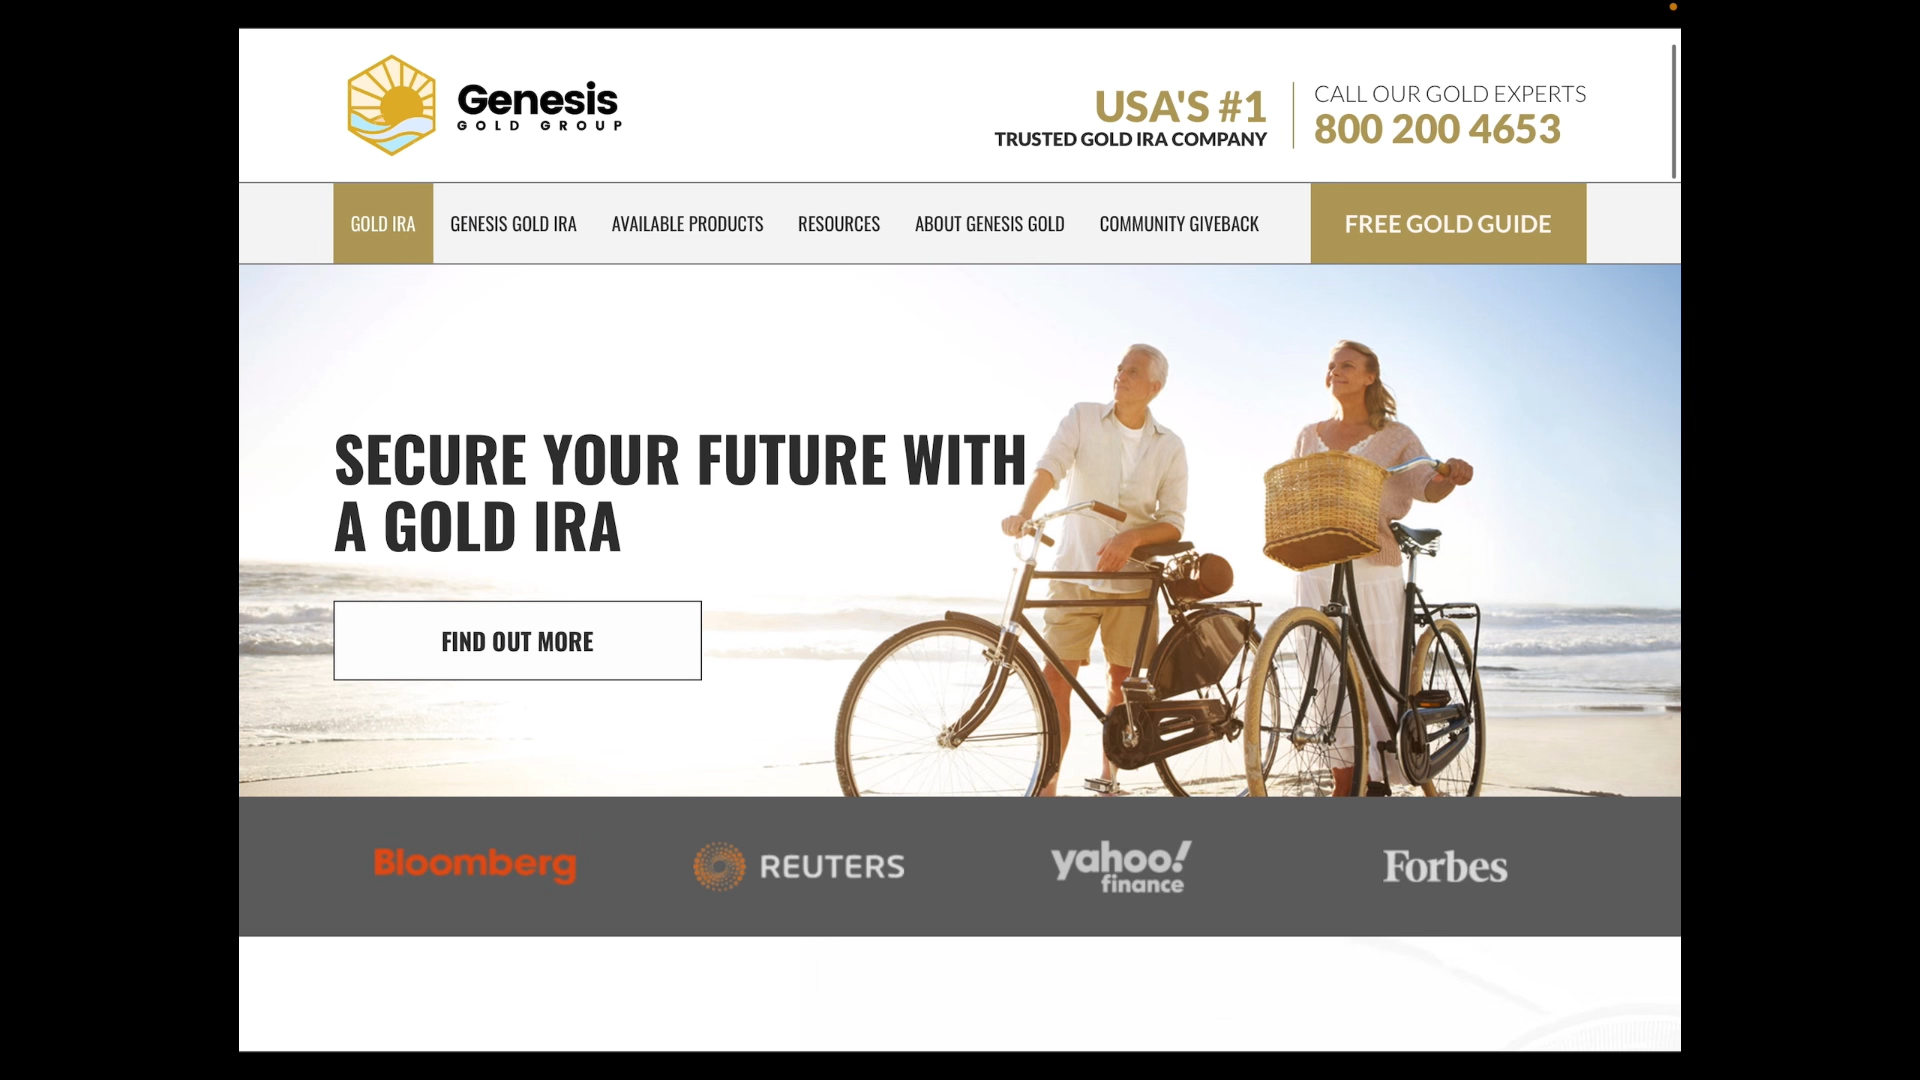 Genesis
GOLD GROUP
USA'S #1
TRUSTED GOLD IRA COMPANY
CALL OUR GOLD EXPERTS
800 200 4653
GOLD IRA
GENESIS GOLD IRA
AVAILABLE PRODUCTS
RESOURCES
ABOUT GENESIS GOLD
COMMUNITY GIVEBACK
FREE GOLD GUIDE
SECURE YOUR FUTURE WITH
A GOLD IRA
FIND OUT MORE
Bloomberg
REUTERS
yahoo!
finance
Forbes